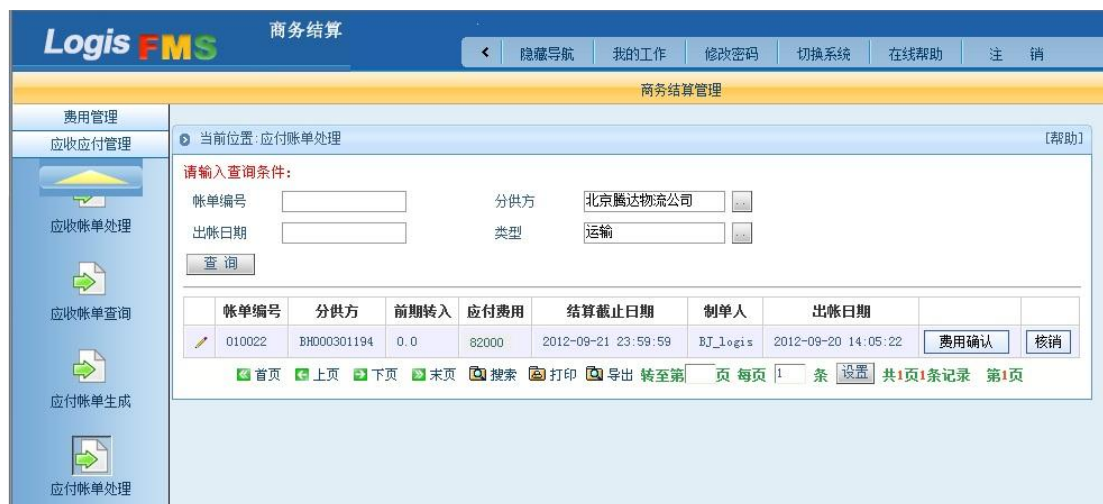 Logis FMS
商务结算
隐藏导航 我的工作 修改密码 切换系统 在线帮助 注 销
商务结算管理
费用管理
应收应付管理
应收帐单处理
应收帐单查询
应付帐单生成
应付帐单处理
当前位置:应付账单处理 [帮助]
请输入查询条件:
帐单编号 分供方 北京腾达物流公司 ..
出帐日期 类型 运输 ..
查 询
帐单编号 分供方 前期转入 应付费用 结算截止日期 制单人 出帐日期
010022 BH000301194 0.0 82000 2012-09-21 23:59:59 BJ_logis 2012-09-20 14:05:22 费用确认 核销
首页 上页 下页 末页 搜索 打印 导出 转至第 页 每页 1 条 设置 共1页1条记录 第1页